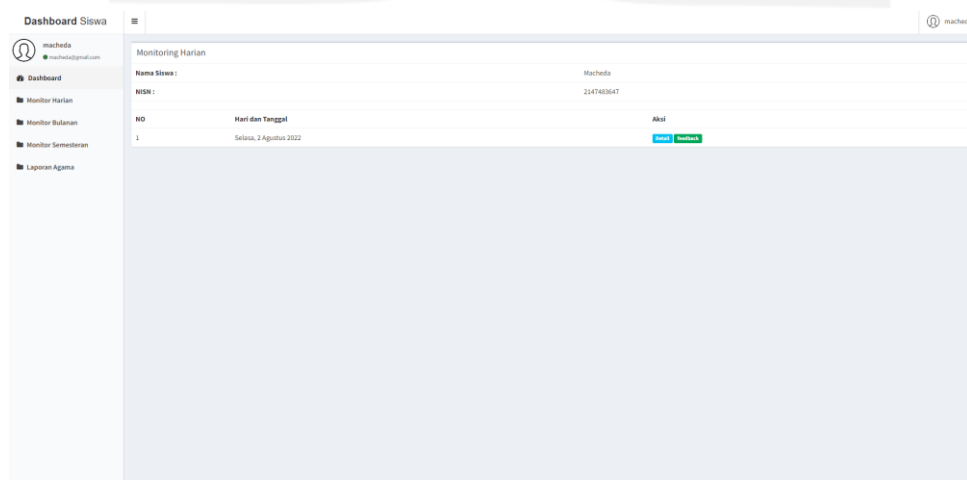 Dashboard Siswa
macheda
macheda
macheda@gmail.com
Dashboard
Monitor Harian
Monitor Bulanan
Monitor Semesteran
Laporan Agama
Monitoring Harian
Nama Siswa : Macheda
NISN : 2147483647
NO Hari dan Tanggal Aksi
1 Selasa, 2 Agustus 2022 Detail feedback